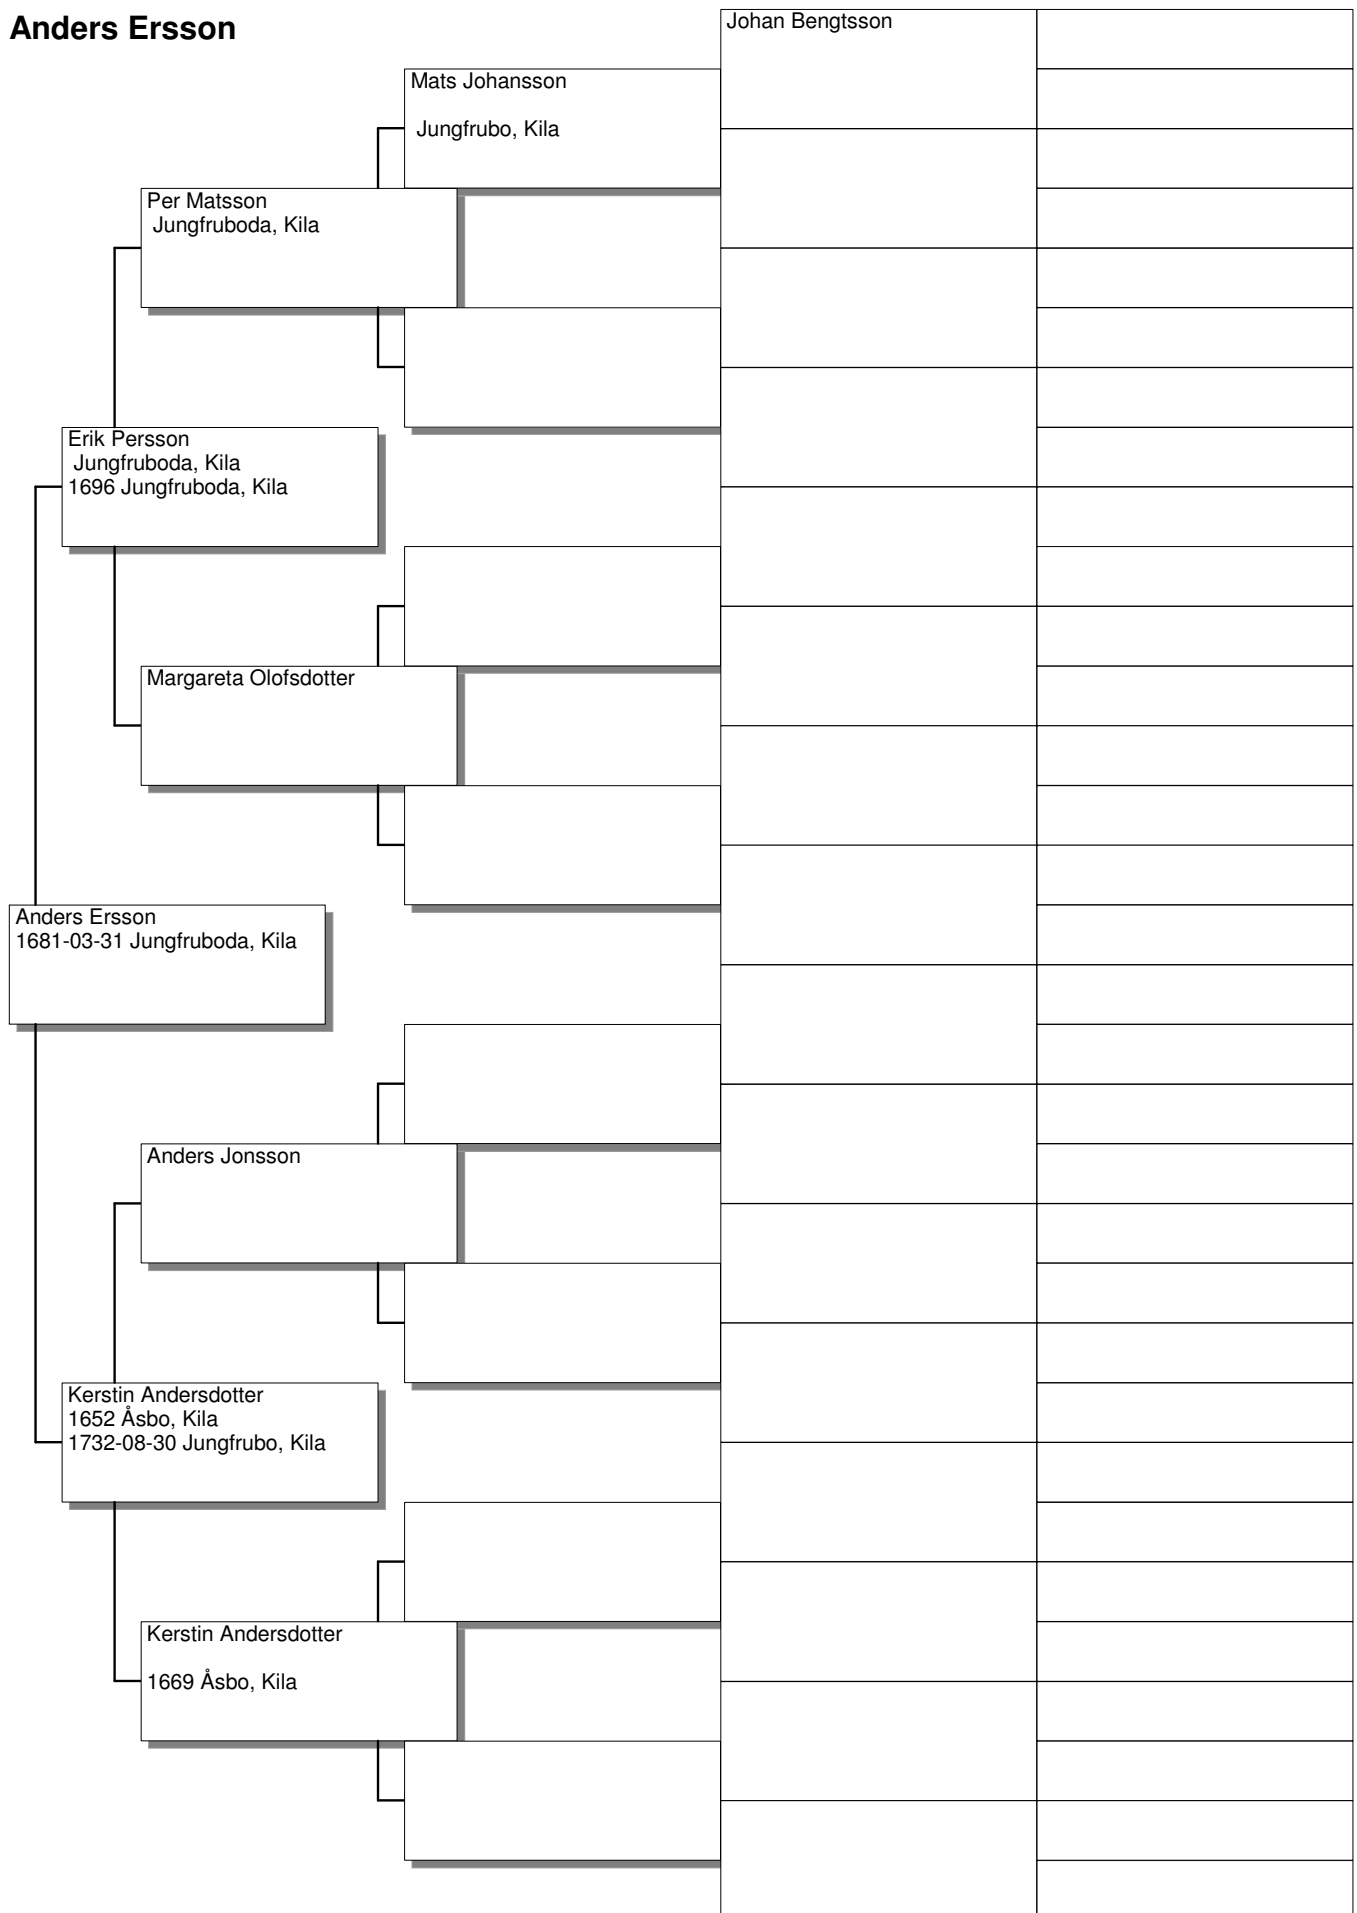 Anders Ersson
Johan Bengtsson
Mats Johansson
Jungfrubo, Kila
Per Matsson
Jungfruboda, Kila
Erik Persson
Jungfruboda, Kila
1696 Jungfruboda, Kila
Margareta Olofsdotter
Anders Ersson
1681-03-31 Jungfruboda, Kila
Anders Jonsson
Kerstin Andersdotter
1652 Åsbo, Kila
1732-08-30 Jungfrubo, Kila
Kerstin Andersdotter
1669 Åsbo, Kila